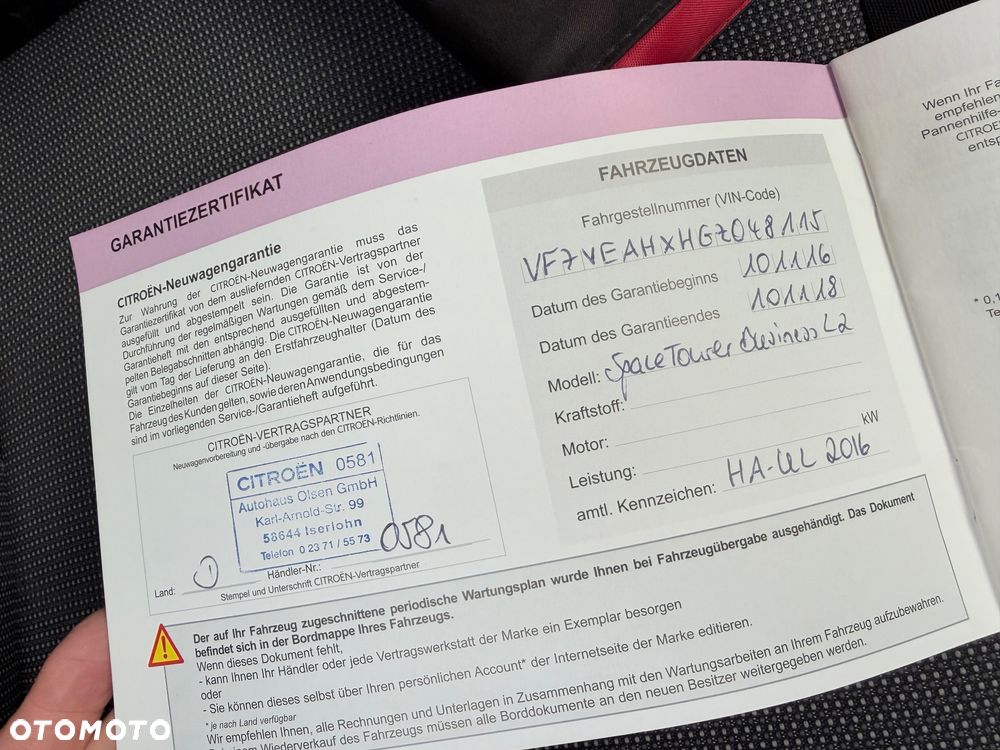 GARANTIEZERTIFIKAT
CITROËN-Neuwagengarantie
Zur Wahrung der CITROËN-Neuwagengarantie muss das
Garantiezertifikat von dem ausliefernden CITROËN-Vertragspartner
ausgefüllt und abgestempelt sein. Die Garantie ist von der
Durchführung der regelmäßigen Wartungen gemäß dem Service-/
Garantieheft mit den entsprechend ausgefüllten und abgestem-
pelten Belegabschnitten abhängig. Die CITROËN-Neuwagengarantie
gilt vom Tag der Lieferung an den Erstfahrzeughalter (Datum des
Garantiebeginns auf dieser Seite).
Die Einzelheiten der CITROËN-Neuwagengarantie, die für das
Fahrzeug des Kunden gelten, sowie deren Anwendungsbedingungen
sind im vorliegenden Service-/Garantieheft aufgeführt.
CITROËN-VERTRAGSPARTNER
Neuwagenvorbereitung und -übergabe nach den CITROËN-Richtlinien.
CITROËN 0581
Autohaus Olsen GmbH
Karl-Arnold-Str. 99
58644 Iserlohn
Telefon 0 23 71 / 55 73
Land: D Händler-Nr.: 0581
Stempel und Unterschrift CITROËN-Vertragspartner
FAHRZEUGDATEN
Fahrgestellnummer (VIN-Code)
VF7VEAHXHGZ048115
Datum des Garantiebeginns 101116
Datum des Garantieendes 101118
Modell: SpaceTourer Business L2
Kraftstoff:
Motor:
Leistung: kW
amtl. Kennzeichen: HA-UL 2016
Der auf Ihr Fahrzeug zugeschnittene periodische Wartungsplan wurde Ihnen bei Fahrzeugübergabe ausgehändigt. Das Dokument
befindet sich in der Bordmappe Ihres Fahrzeugs.
Wenn dieses Dokument fehlt,
- kann Ihnen Ihr Händler oder jede Vertragswerkstatt der Marke ein Exemplar besorgen
oder
- Sie können dieses selbst über Ihren persönlichen Account* der Internetseite der Marke editieren.
* je nach Land verfügbar
Wir empfehlen Ihnen, alle Rechnungen und Unterlagen in Zusammenhang mit den Wartungsarbeiten an Ihrem Fahrzeug aufzubewahren.
Wiederverkauf des Fahrzeugs müssen alle Borddokumente an den neuen Besitzer weitergegeben werden.
Wenn Ihr Fa
empfehlen
Pannenhilfe-
CITROË
entsp
* 0,1
Te
OTOMOTO